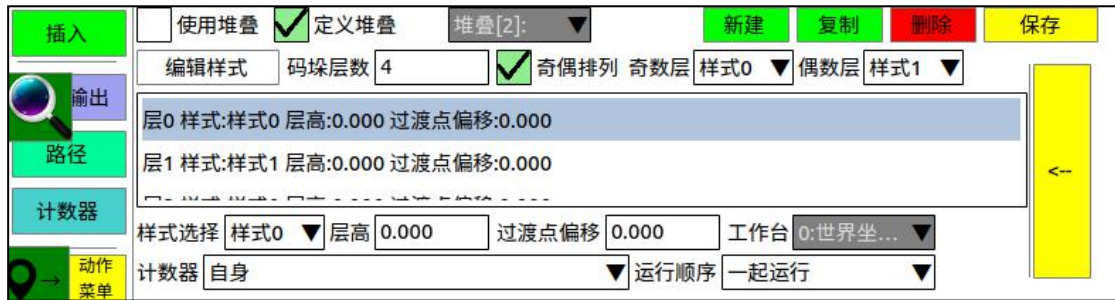 插入 使用堆叠 定义堆叠 堆叠[2]: 新建 复制 删除 保存
编辑样式 码垛层数 4 奇偶排列 奇数层 样式0 偶数层 样式1
输出
层0 样式:样式0 层高:0.000 过渡点偏移:0.000
路径
层1 样式:样式1 层高:0.000 过渡点偏移:0.000
<--
计数器
样式选择 样式0 层高 0.000 过渡点偏移 0.000 工作台 0:世界坐...
动作
菜单
计数器 自身 运行顺序 一起运行